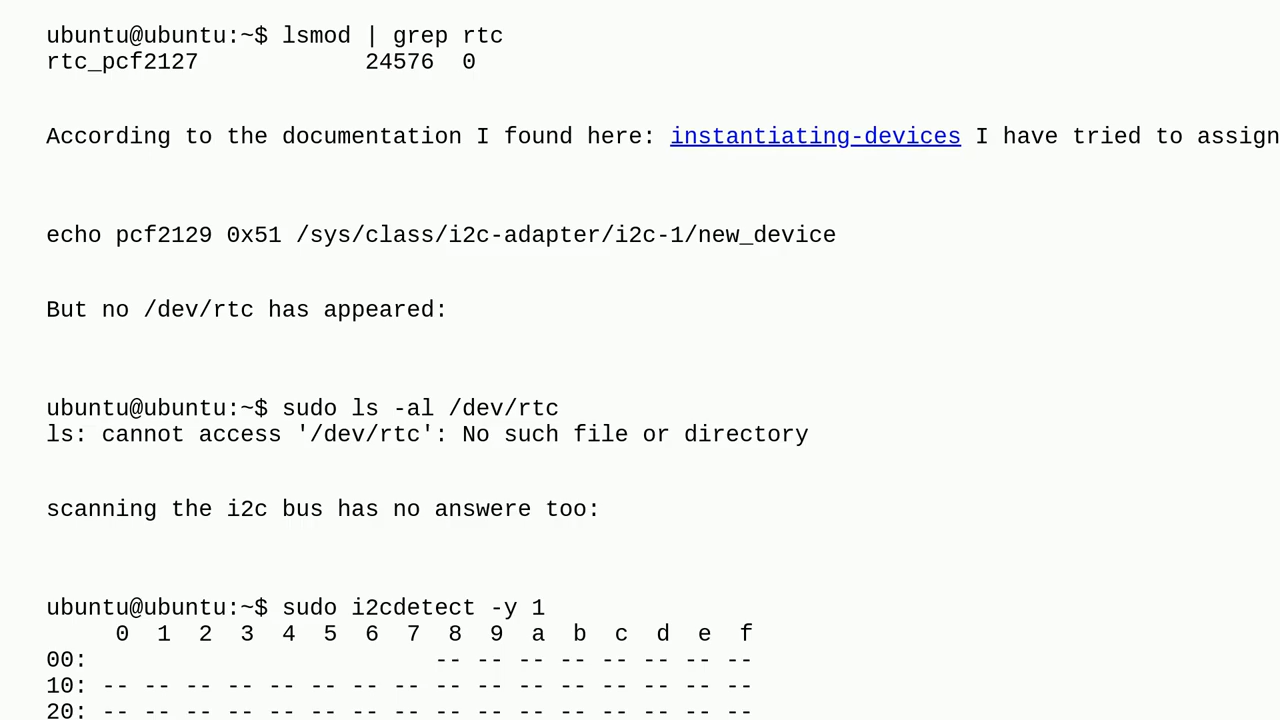 ubuntu@ubuntu:~$ lsmod | grep rtc
rtc_pcf2127            24576  0
According to the documentation I found here: instantiating-devices I have tried to assign
echo pcf2129 0x51 /sys/class/i2c-adapter/i2c-1/new_device
But no /dev/rtc has appeared:
ubuntu@ubuntu:~$ sudo ls -al /dev/rtc
ls: cannot access '/dev/rtc': No such file or directory
scanning the i2c bus has no answere too:
ubuntu@ubuntu:~$ sudo i2cdetect -y 1
     0  1  2  3  4  5  6  7  8  9  a  b  c  d  e  f
00:                         -- -- -- -- -- -- -- --
10: -- -- -- -- -- -- -- -- -- -- -- -- -- -- -- --
20: -- -- -- -- -- -- -- -- -- -- -- -- -- -- -- --